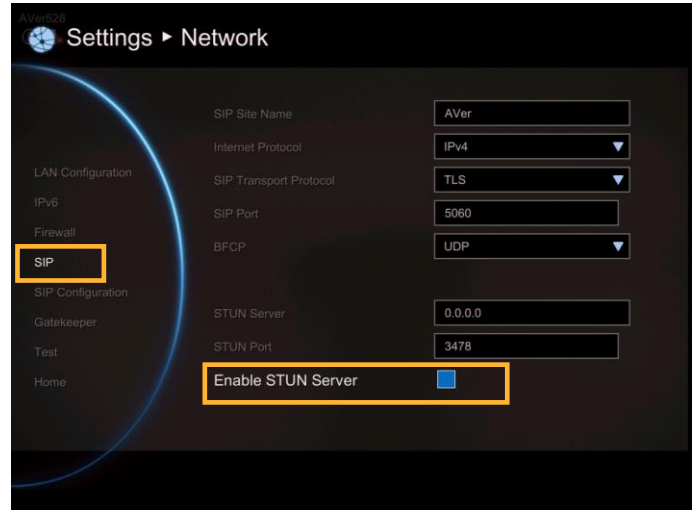 AVer528
Settings ► Network
SIP Site Name AVer
Internet Protocol IPv4
LAN Configuration
SIP Transport Protocol TLS
IPv6
SIP Port 5060
Firewall
BFCP UDP
SIP
SIP Configuration
STUN Server 0.0.0.0
Gatekeeper
STUN Port 3478
Test
Enable STUN Server
Home